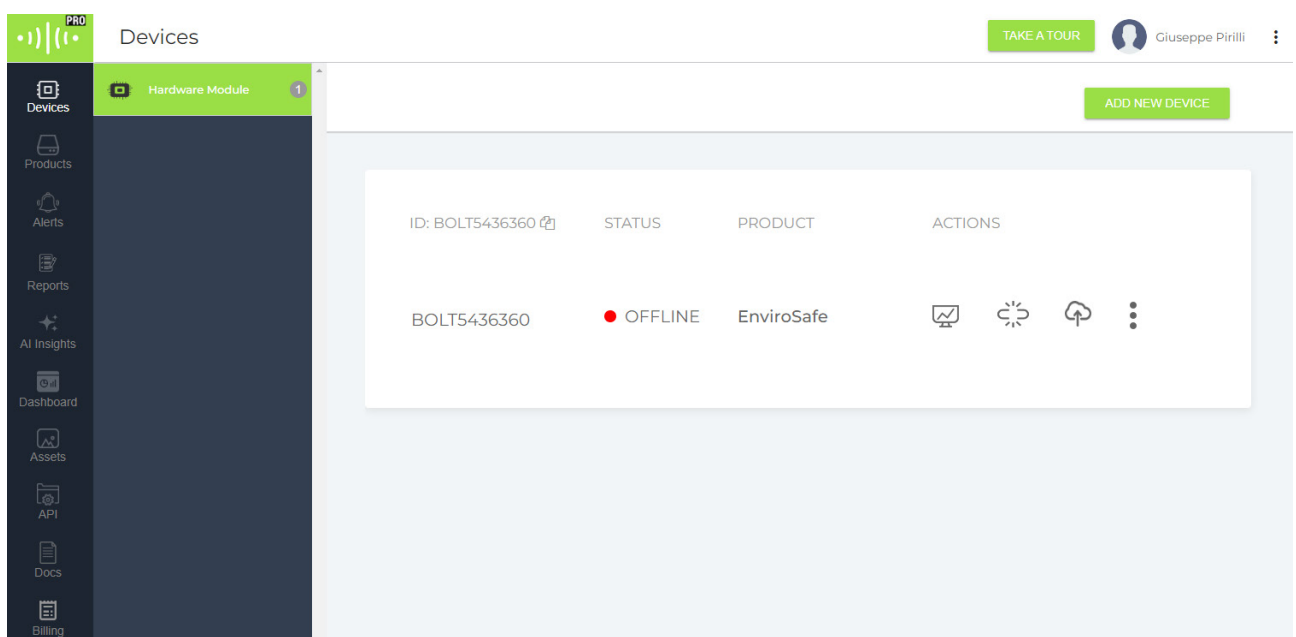 PRO
Devices
TAKE A TOUR
Giuseppe Pirilli
Devices
Products
Alerts
Reports
AI Insights
Dashboard
Assets
API
Docs
Billing
Hardware Module 1
ADD NEW DEVICE
ID: BOLT5436360 STATUS PRODUCT ACTIONS
BOLT5436360 OFFLINE EnviroSafe